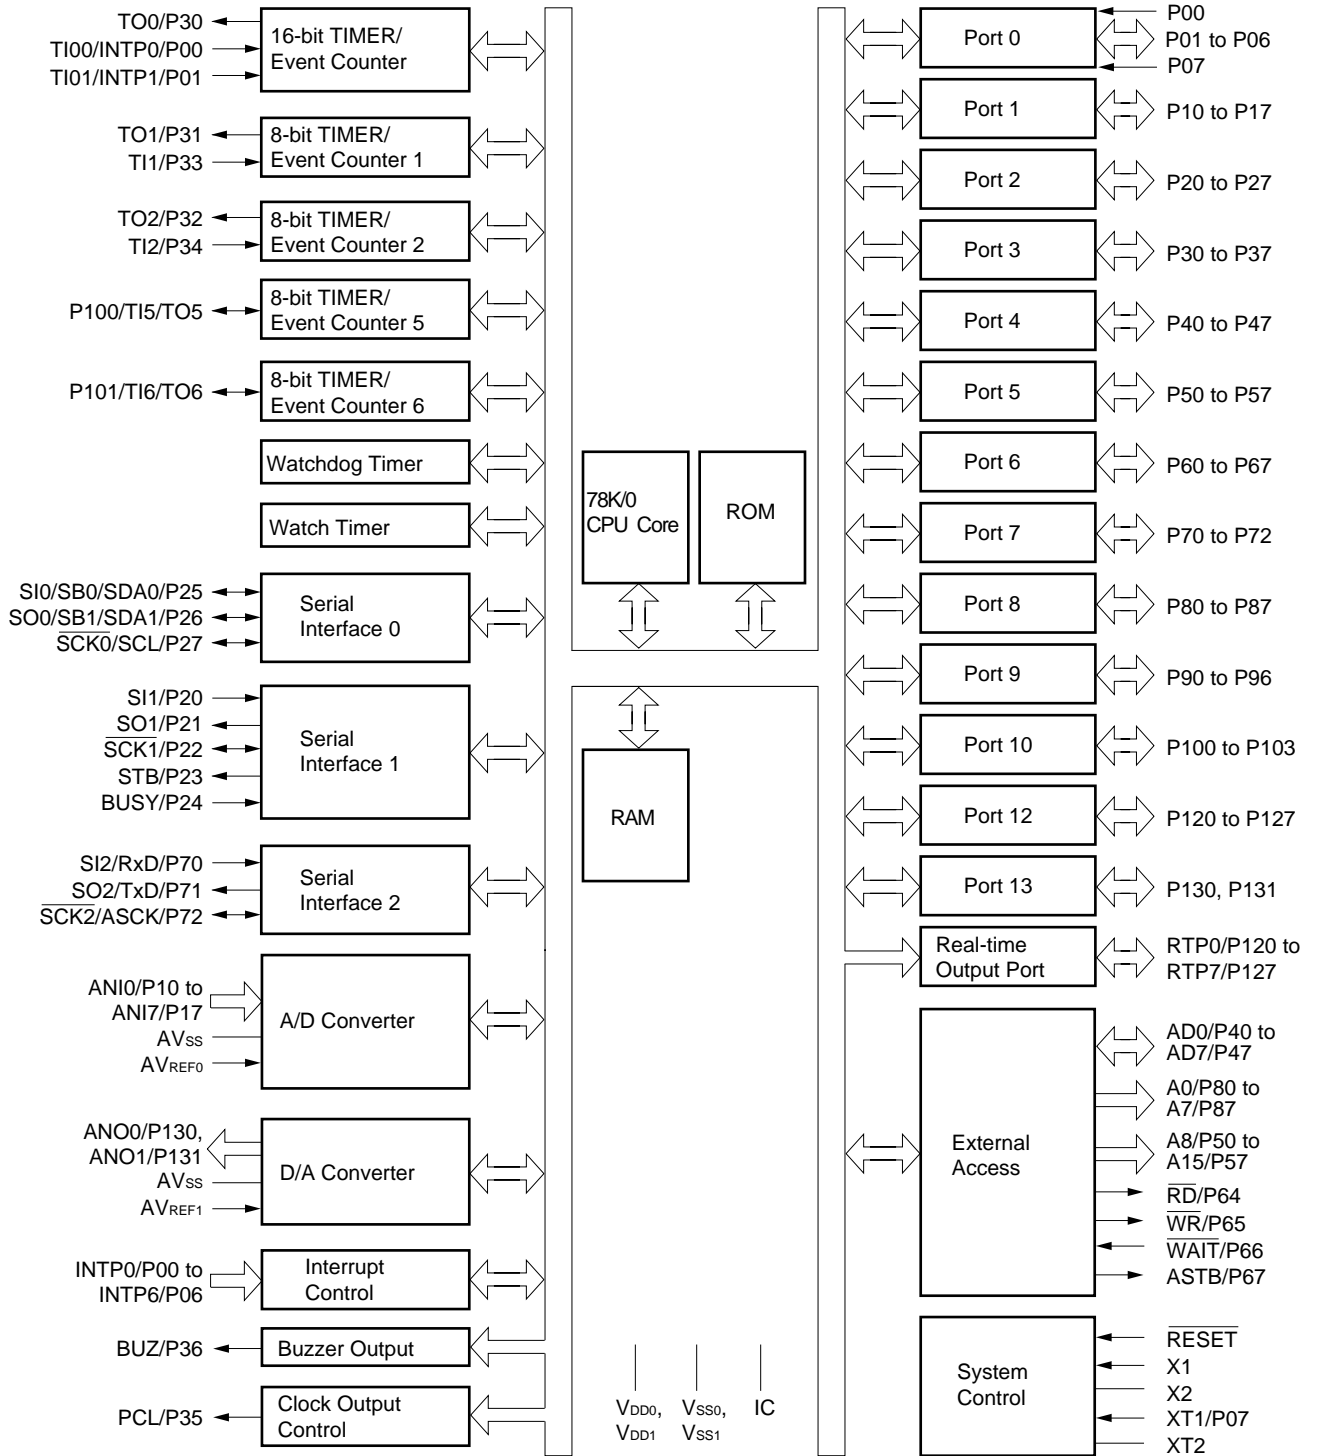 TO0/P30
TI00/INTP0/P00
TI01/INTP1/P01
16-bit TIMER/
Event Counter
TO1/P31
TI1/P33
8-bit TIMER/
Event Counter 1
TO2/P32
TI2/P34
8-bit TIMER/
Event Counter 2
P100/TI5/TO5
8-bit TIMER/
Event Counter 5
P101/TI6/TO6
8-bit TIMER/
Event Counter 6
Watchdog Timer
Watch Timer
SI0/SB0/SDA0/P25
SO0/SB1/SDA1/P26
SCK0/SCL/P27
Serial
Interface 0
SI1/P20
SO1/P21
SCK1/P22
STB/P23
BUSY/P24
Serial
Interface 1
SI2/RxD/P70
SO2/TxD/P71
SCK2/ASCK/P72
Serial
Interface 2
ANI0/P10 to
ANI7/P17
AVSS
AVREF0
A/D Converter
ANO0/P130,
ANO1/P131
AVSS
AVREF1
D/A Converter
INTP0/P00 to
INTP6/P06
Interrupt
Control
BUZ/P36
Buzzer Output
PCL/P35
Clock Output
Control
78K/0
CPU Core
ROM
RAM
VDD0,
VDD1
VSS0,
VSS1
IC
Port 0
P00
P01 to P06
P07
Port 1
P10 to P17
Port 2
P20 to P27
Port 3
P30 to P37
Port 4
P40 to P47
Port 5
P50 to P57
Port 6
P60 to P67
Port 7
P70 to P72
Port 8
P80 to P87
Port 9
P90 to P96
Port 10
P100 to P103
Port 12
P120 to P127
Port 13
P130, P131
Real-time
Output Port
RTP0/P120 to
RTP7/P127
External
Access
AD0/P40 to
AD7/P47
A0/P80 to
A7/P87
A8/P50 to
A15/P57
RD/P64
WR/P65
WAIT/P66
ASTB/P67
System
Control
RESET
X1
X2
XT1/P07
XT2